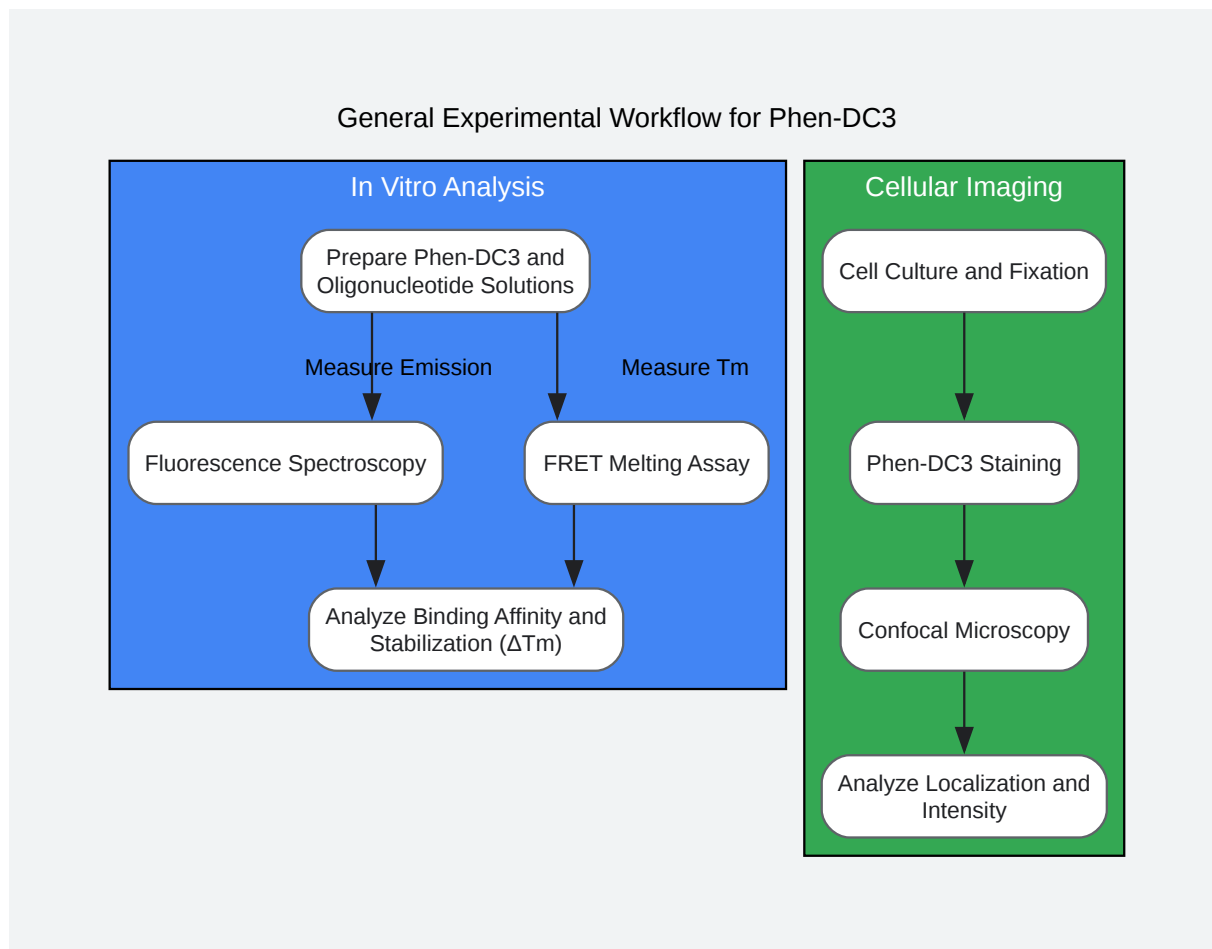 General Experimental Workflow for Phen-DC3
In Vitro Analysis
Prepare Phen-DC3 and
Oligonucleotide Solutions
Measure Emission
Measure Tm
Fluorescence Spectroscopy
FRET Melting Assay
Analyze Binding Affinity and
Stabilization (ΔTm)
Cellular Imaging
Cell Culture and Fixation
Phen-DC3 Staining
Confocal Microscopy
Analyze Localization and
Intensity